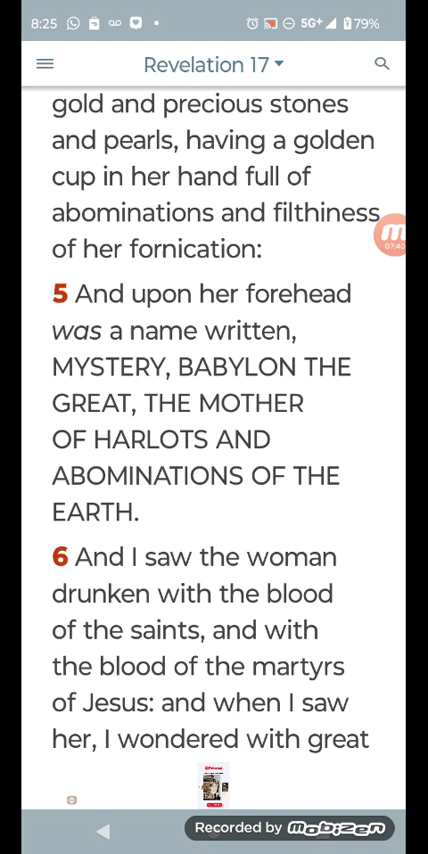 8:25
5G+ 79%
Revelation 17
gold and precious stones
and pearls, having a golden
cup in her hand full of
abominations and filthiness
of her fornication:
07:40
5 And upon her forehead
was a name written,
MYSTERY, BABYLON THE
GREAT, THE MOTHER
OF HARLOTS AND
ABOMINATIONS OF THE
EARTH.
6 And I saw the woman
drunken with the blood
of the saints, and with
the blood of the martyrs
of Jesus: and when I saw
her, I wondered with great
Recorded by mobizen